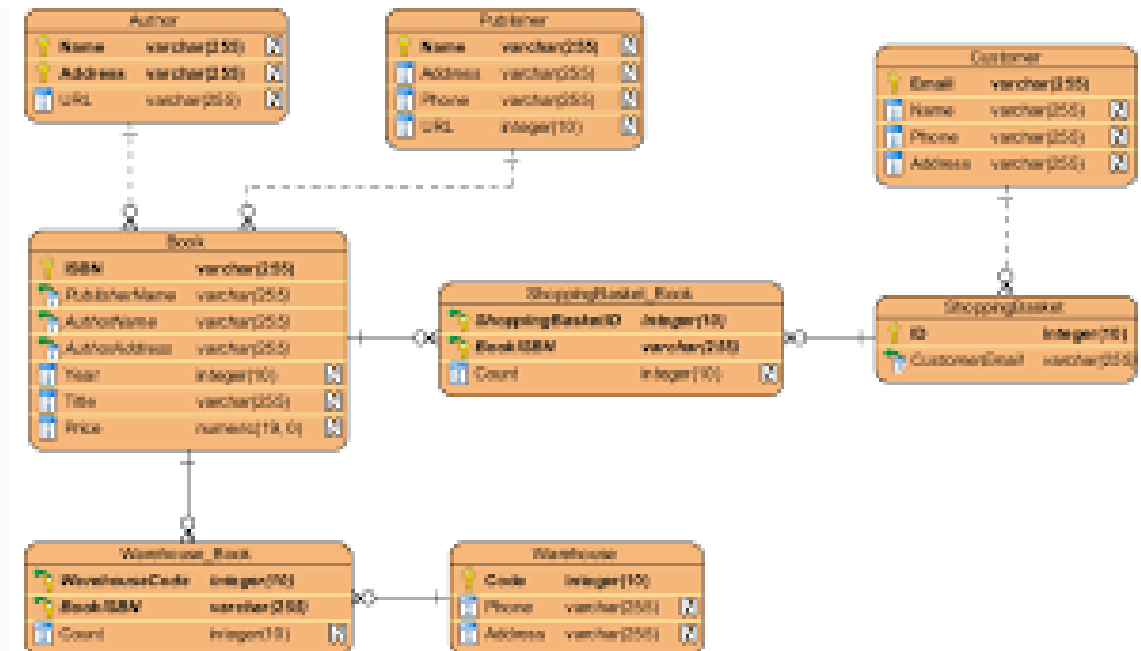 Author
Name varchar(255) N
Address varchar(255) N
URL varchar(255) N
Publisher
Name varchar(255) N
Address varchar(255) N
Phone varchar(255) N
URL integer(10) N
Customer
Email varchar(255)
Name varchar(255) N
Phone varchar(255) N
Address varchar(255) N
Book
ISBN varchar(255)
PublisherName varchar(255)
AuthorName varchar(255)
AuthorAddress varchar(255)
Year integer(10) N
Title varchar(255) N
Price numeric(19, 0) N
ShoppingBasket_Book
ShoppingBasketID integer(10)
BookISBN varchar(255)
Count integer(10) N
ShoppingBasket
ID integer(10)
CustomerEmail varchar(255)
Warehouse_Book
WarehouseCode integer(10)
BookISBN varchar(255)
Count integer(10) N
Warehouse
Code integer(10)
Phone varchar(255) N
Address varchar(255) N